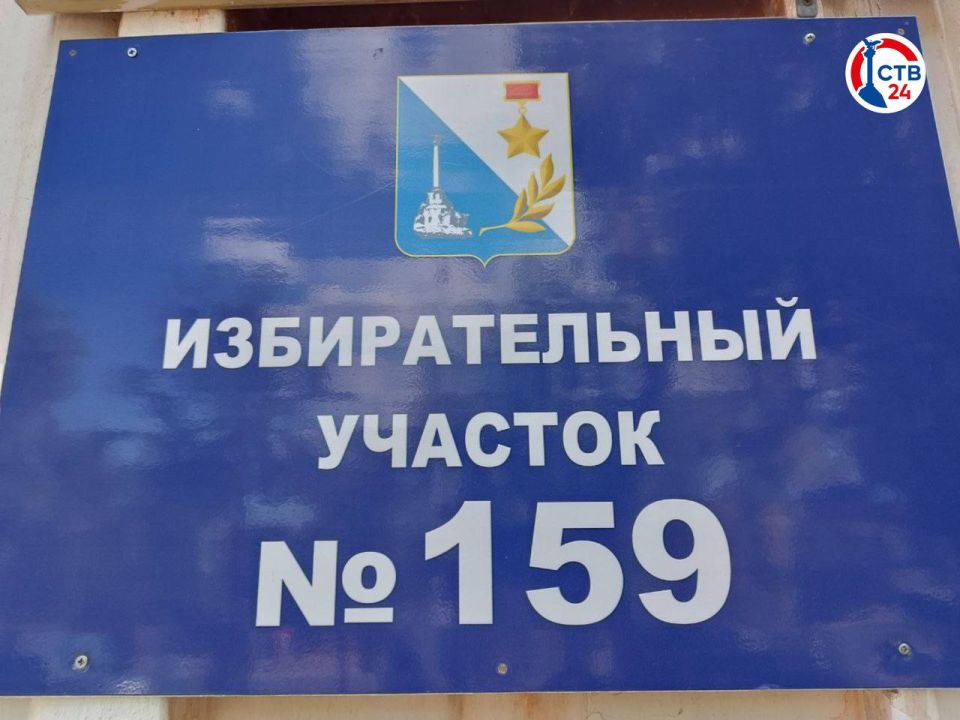 СТВ
24
ИЗБИРАТЕЛЬНЫЙ
УЧАСТОК
№159